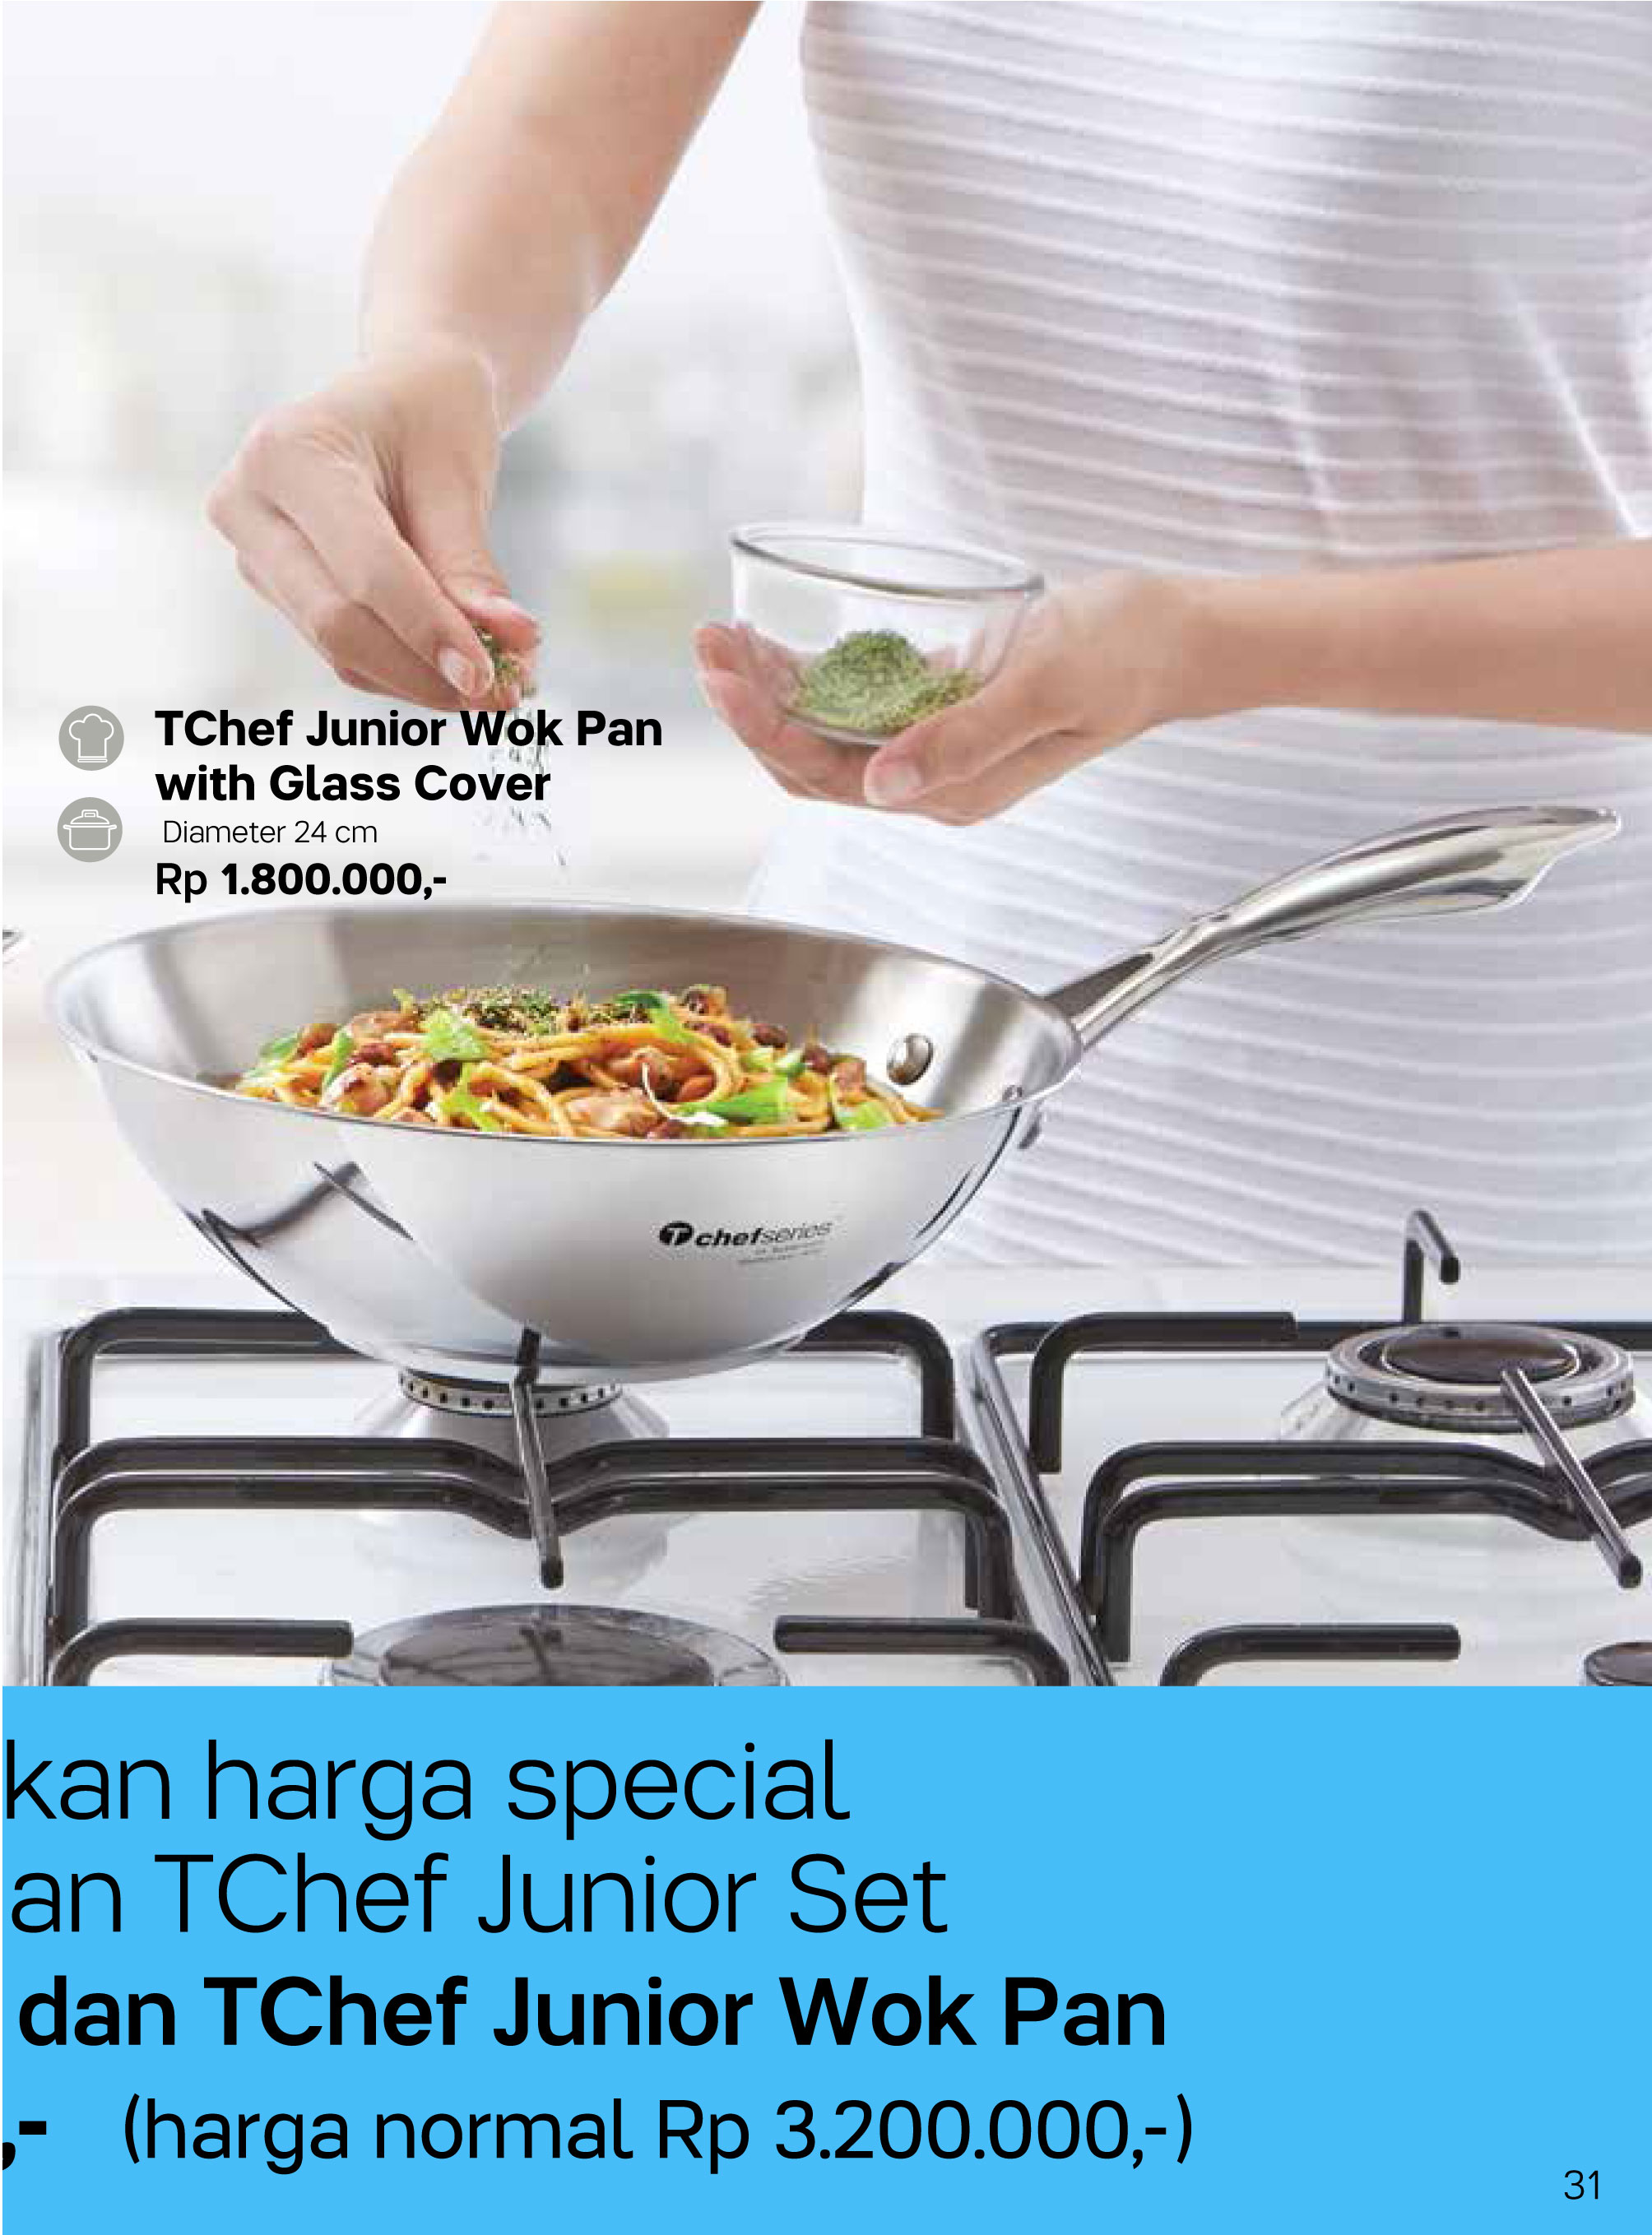 TChef Junior Wok Pan
with Glass Cover
Diameter 24 cm
Rp 1.800.000,-
Tchefseries
kan harga special
an TChef Junior Set
dan TChef Junior Wok Pan
,- (harga normal Rp 3.200.000,-)
31